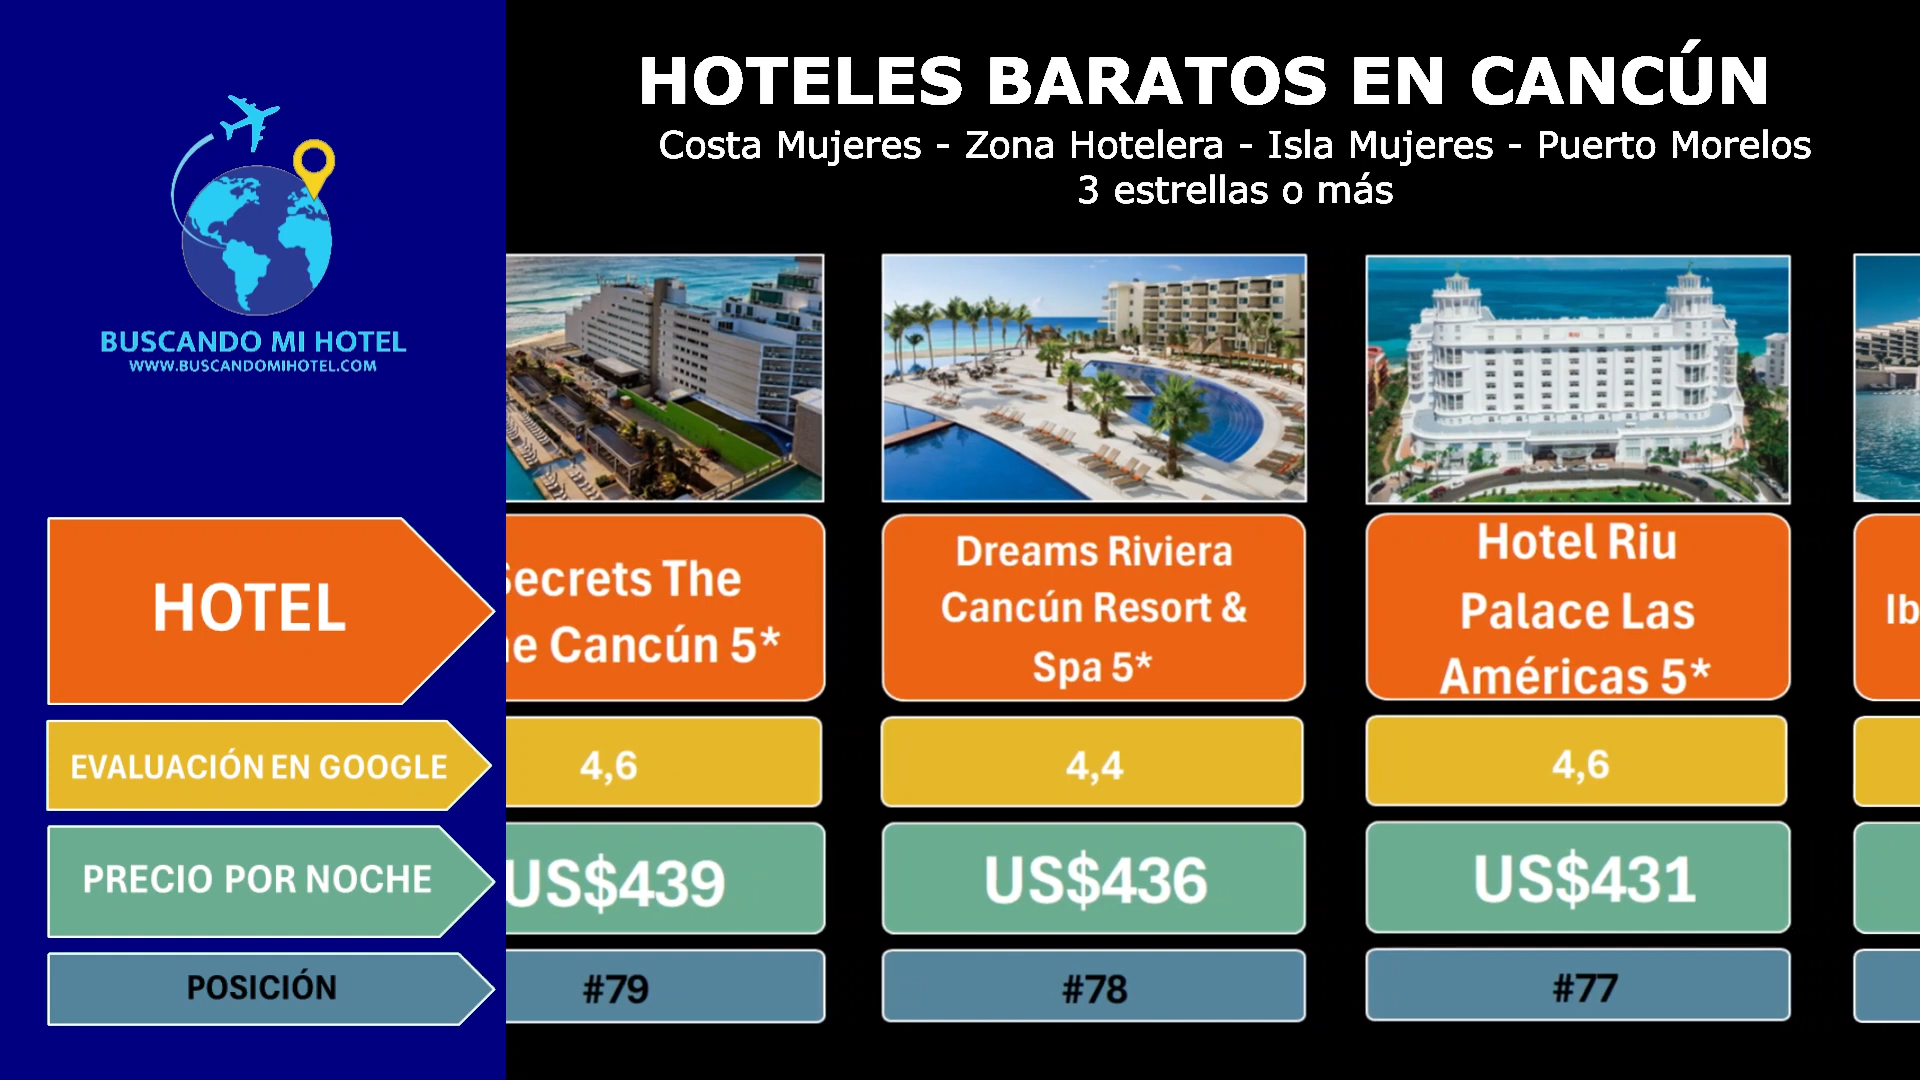 HOTELES BARATOS EN CANCÚN
Costa Mujeres - Zona Hotelera - Isla Mujeres - Puerto Morelos
3 estrellas o más
BUSCANDO MI HOTEL
WWW.BUSCANDOMIHOTEL.COM
HOTEL
EVALUACIÓN EN GOOGLE
PRECIO POR NOCHE
POSICIÓN
Secrets The
Cancún 5*
4,6
US$439
#79
Dreams Riviera
Cancún Resort &
Spa 5*
4,4
US$436
#78
Hotel Riu
Palace Las
Américas 5*
4,6
US$431
#77